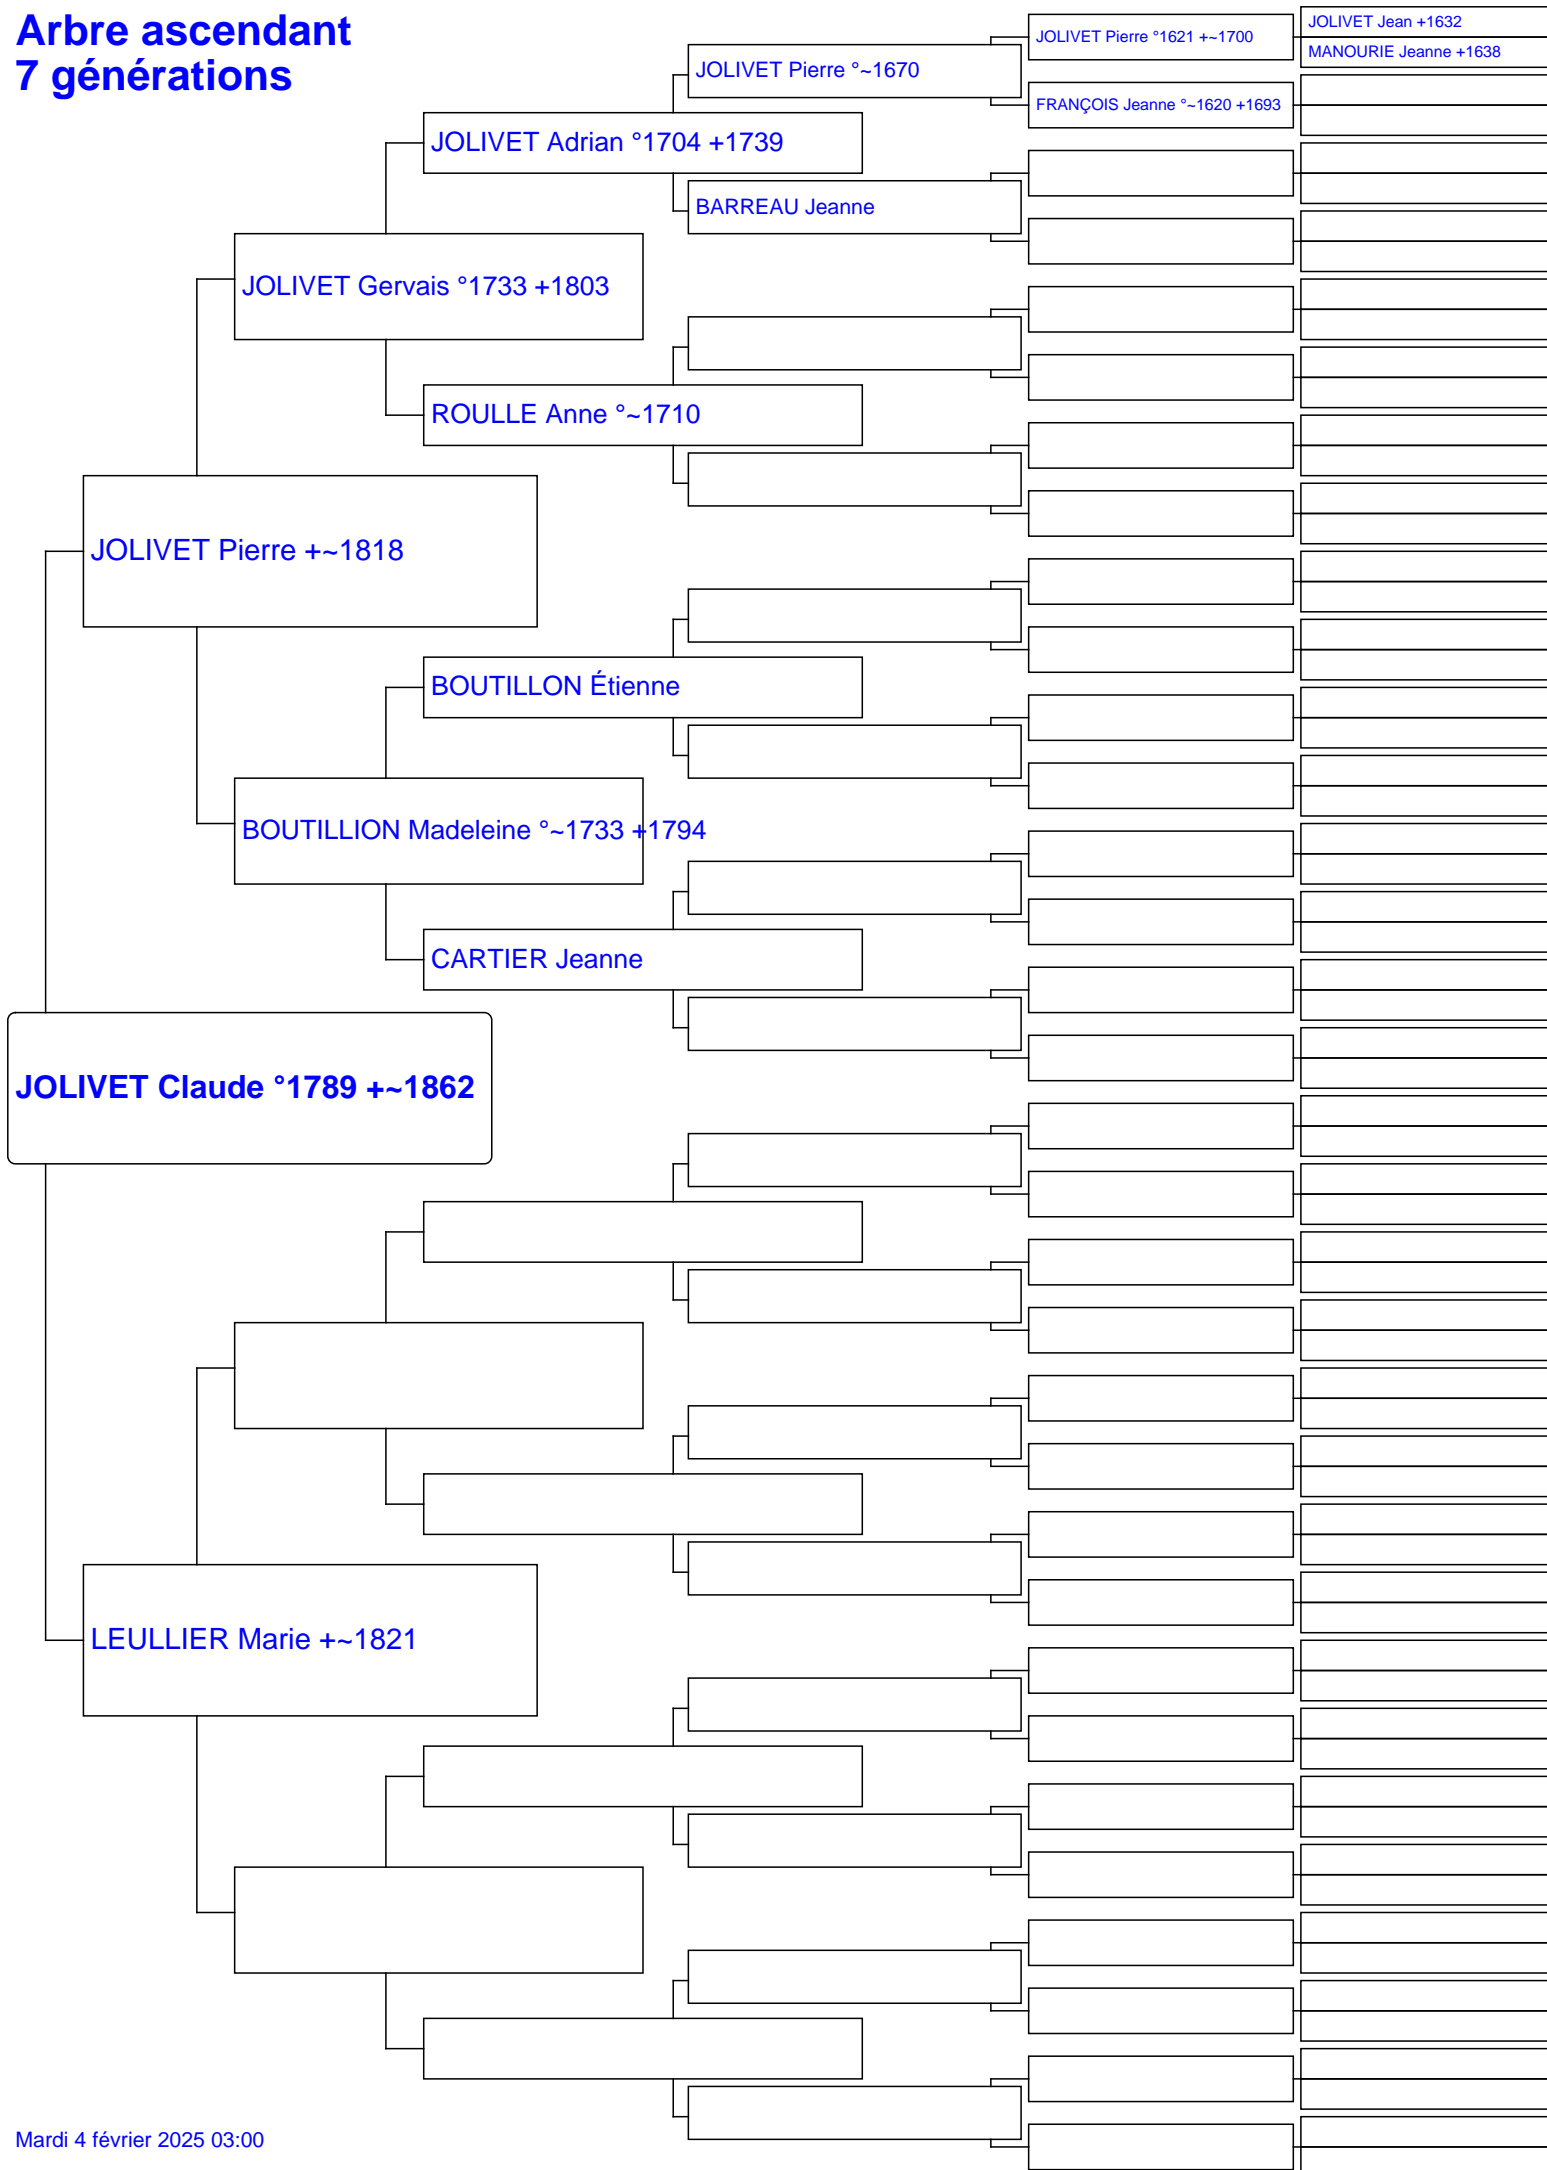 Arbre ascendant
7 générations
JOLIVET Jean +1632
JOLIVET Pierre °1621 +~1700
MANOURIE Jeanne +1638
JOLIVET Pierre °~1670
FRANÇOIS Jeanne °~1620 +1693
JOLIVET Adrian °1704 +1739
BARREAU Jeanne
JOLIVET Gervais °1733 +1803
ROULLE Anne °~1710
JOLIVET Pierre +~1818
BOUTILLON Étienne
BOUTILLION Madeleine °~1733 +1794
CARTIER Jeanne
JOLIVET Claude °1789 +~1862
LEULLIER Marie +~1821
Mardi 4 février 2025 03:00